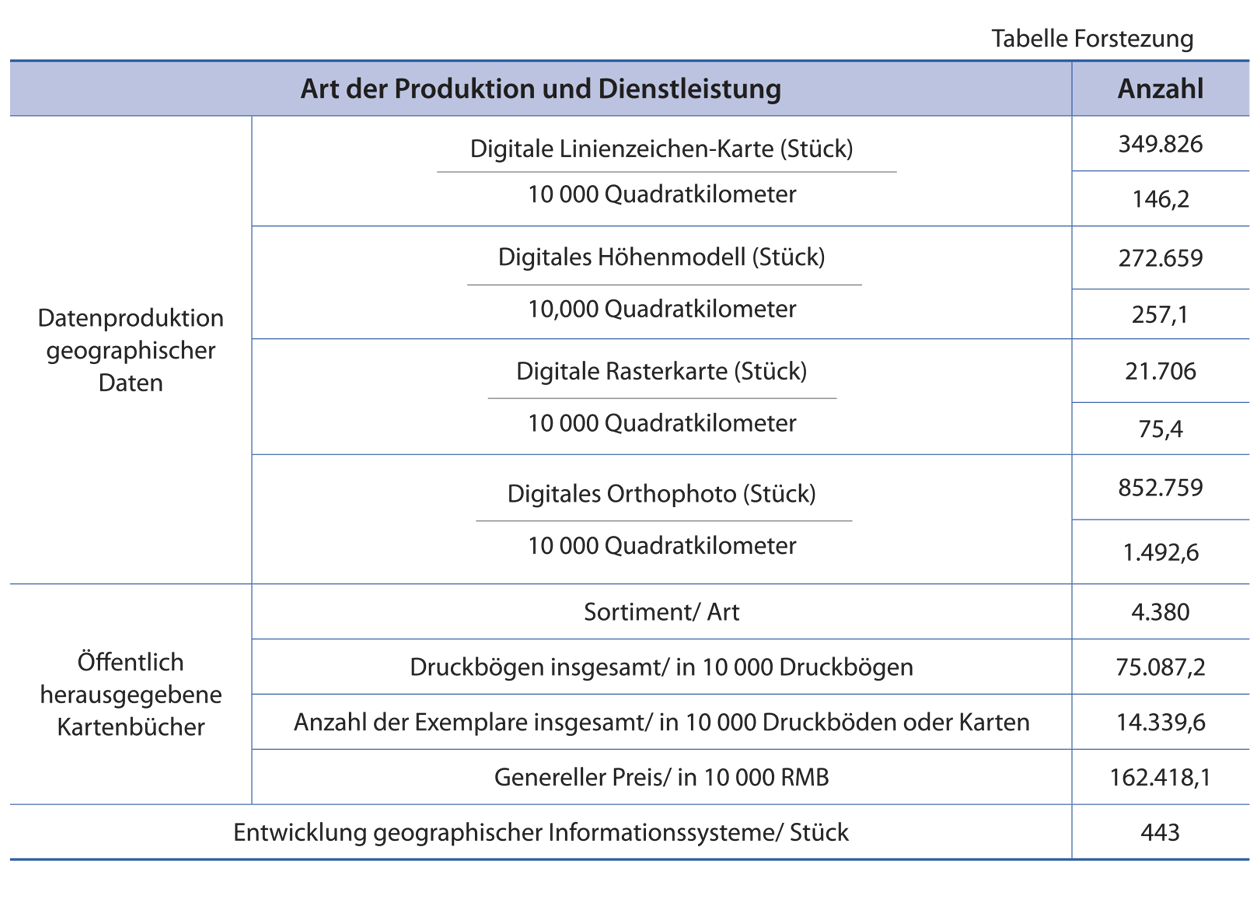 Tabelle Forstezung
Art der Produktion und Dienstleistung Anzahl
Datenproduktion
geographischer
Daten
Digitale Linienzeichen-Karte (Stück) 349.826
10 000 Quadratkilometer 146,2
Digitales Höhenmodell (Stück) 272.659
10,000 Quadratkilometer 257,1
Digitale Rasterkarte (Stück) 21.706
10 000 Quadratkilometer 75,4
Digitales Orthophoto (Stück) 852.759
10 000 Quadratkilometer 1.492,6
Öffentlich
herausgegebene
Kartenbücher
Sortiment/ Art 4.380
Druckbögen insgesamt/ in 10 000 Druckbögen 75.087,2
Anzahl der Exemplare insgesamt/ in 10 000 Druckböden oder Karten 14.339,6
Genereller Preis/ in 10 000 RMB 162.418,1
Entwicklung geographischer Informationssysteme/ Stück 443